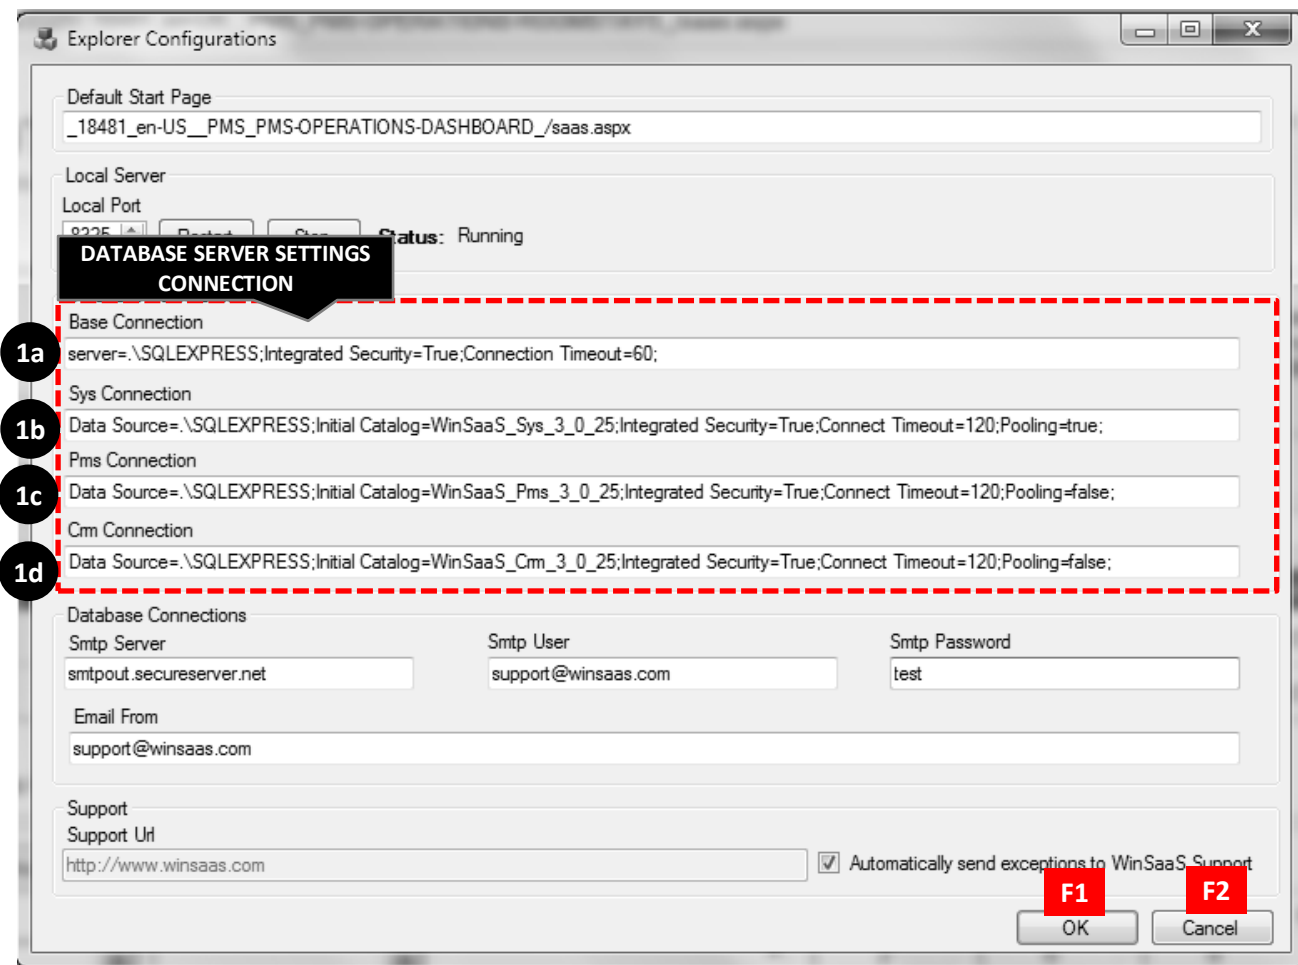 Explorer Configurations
Default Start Page
_18481_en-US__PMS_PMS-OPERATIONS-DASHBOARD_/saas.aspx
Local Server
Local Port
8325 Restart Stop Status: Running
DATABASE SERVER SETTINGS
CONNECTION
Base Connection
1a server=.\SQLEXPRESS;Integrated Security=True;Connection Timeout=60;
Sys Connection
1b Data Source=.\SQLEXPRESS;Initial Catalog=WinSaaS_Sys_3_0_25;Integrated Security=True;Connect Timeout=120;Pooling=true;
Pms Connection
1c Data Source=.\SQLEXPRESS;Initial Catalog=WinSaaS_Pms_3_0_25;Integrated Security=True;Connect Timeout=120;Pooling=false;
Crm Connection
1d Data Source=.\SQLEXPRESS;Initial Catalog=WinSaaS_Crm_3_0_25;Integrated Security=True;Connect Timeout=120;Pooling=false;
Database Connections
Smtp Server Smtp User Smtp Password
smtpout.secureserver.net support@winsaas.com test
Email From
support@winsaas.com
Support
Support Url
http://www.winsaas.com Automatically send exceptions to WinSaaS Support
F1 F2
OK Cancel